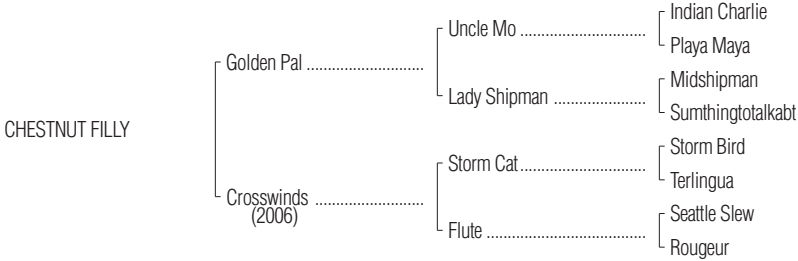 CHESTNUT FILLY
Golden Pal ..........................
Crosswinds ........................
(2006)
Uncle Mo ............................
Lady Shipman ....................
Storm Cat............................
Flute ...................................
Indian Charlie
Playa Maya
Midshipman
Sumthingtotalkabt
Storm Bird
Terlingua
Seattle Slew
Rougeur